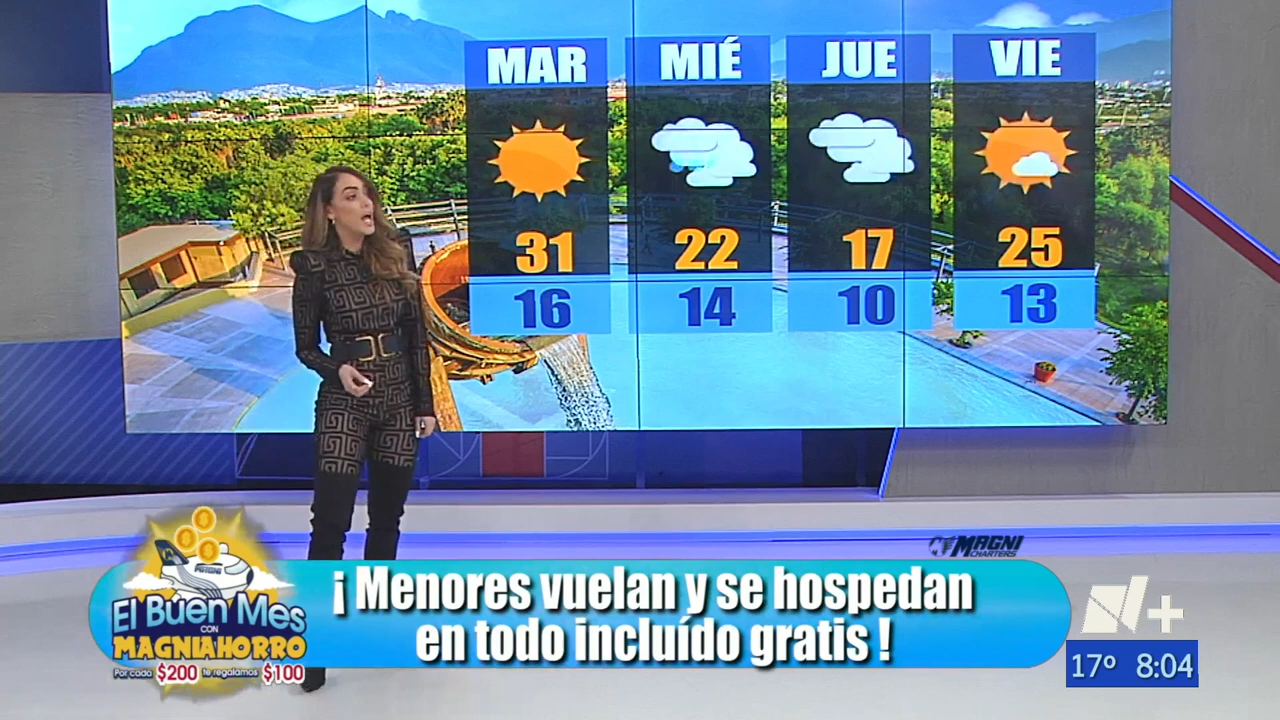 MAR MIÉ JUE VIE
31 22 17 25
16 14 10 13
MAGNI
CHARTERS
MAGNI
El Buen Mes
CON
MAGNIAHORRO
Por cada $200 te regalamos $100
¡ Menores vuelan y se hospedan
en todo incluído gratis !
N+
17º 8:04